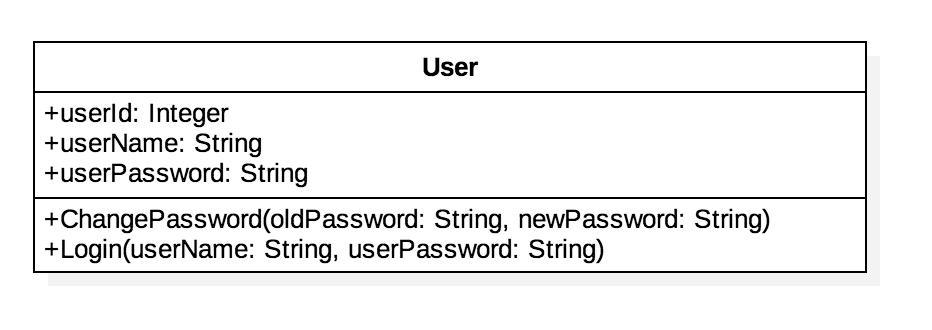 User
+userId: Integer
+userName: String
+userPassword: String
+ChangePassword(oldPassword: String, newPassword: String)
+Login(userName: String, userPassword: String)